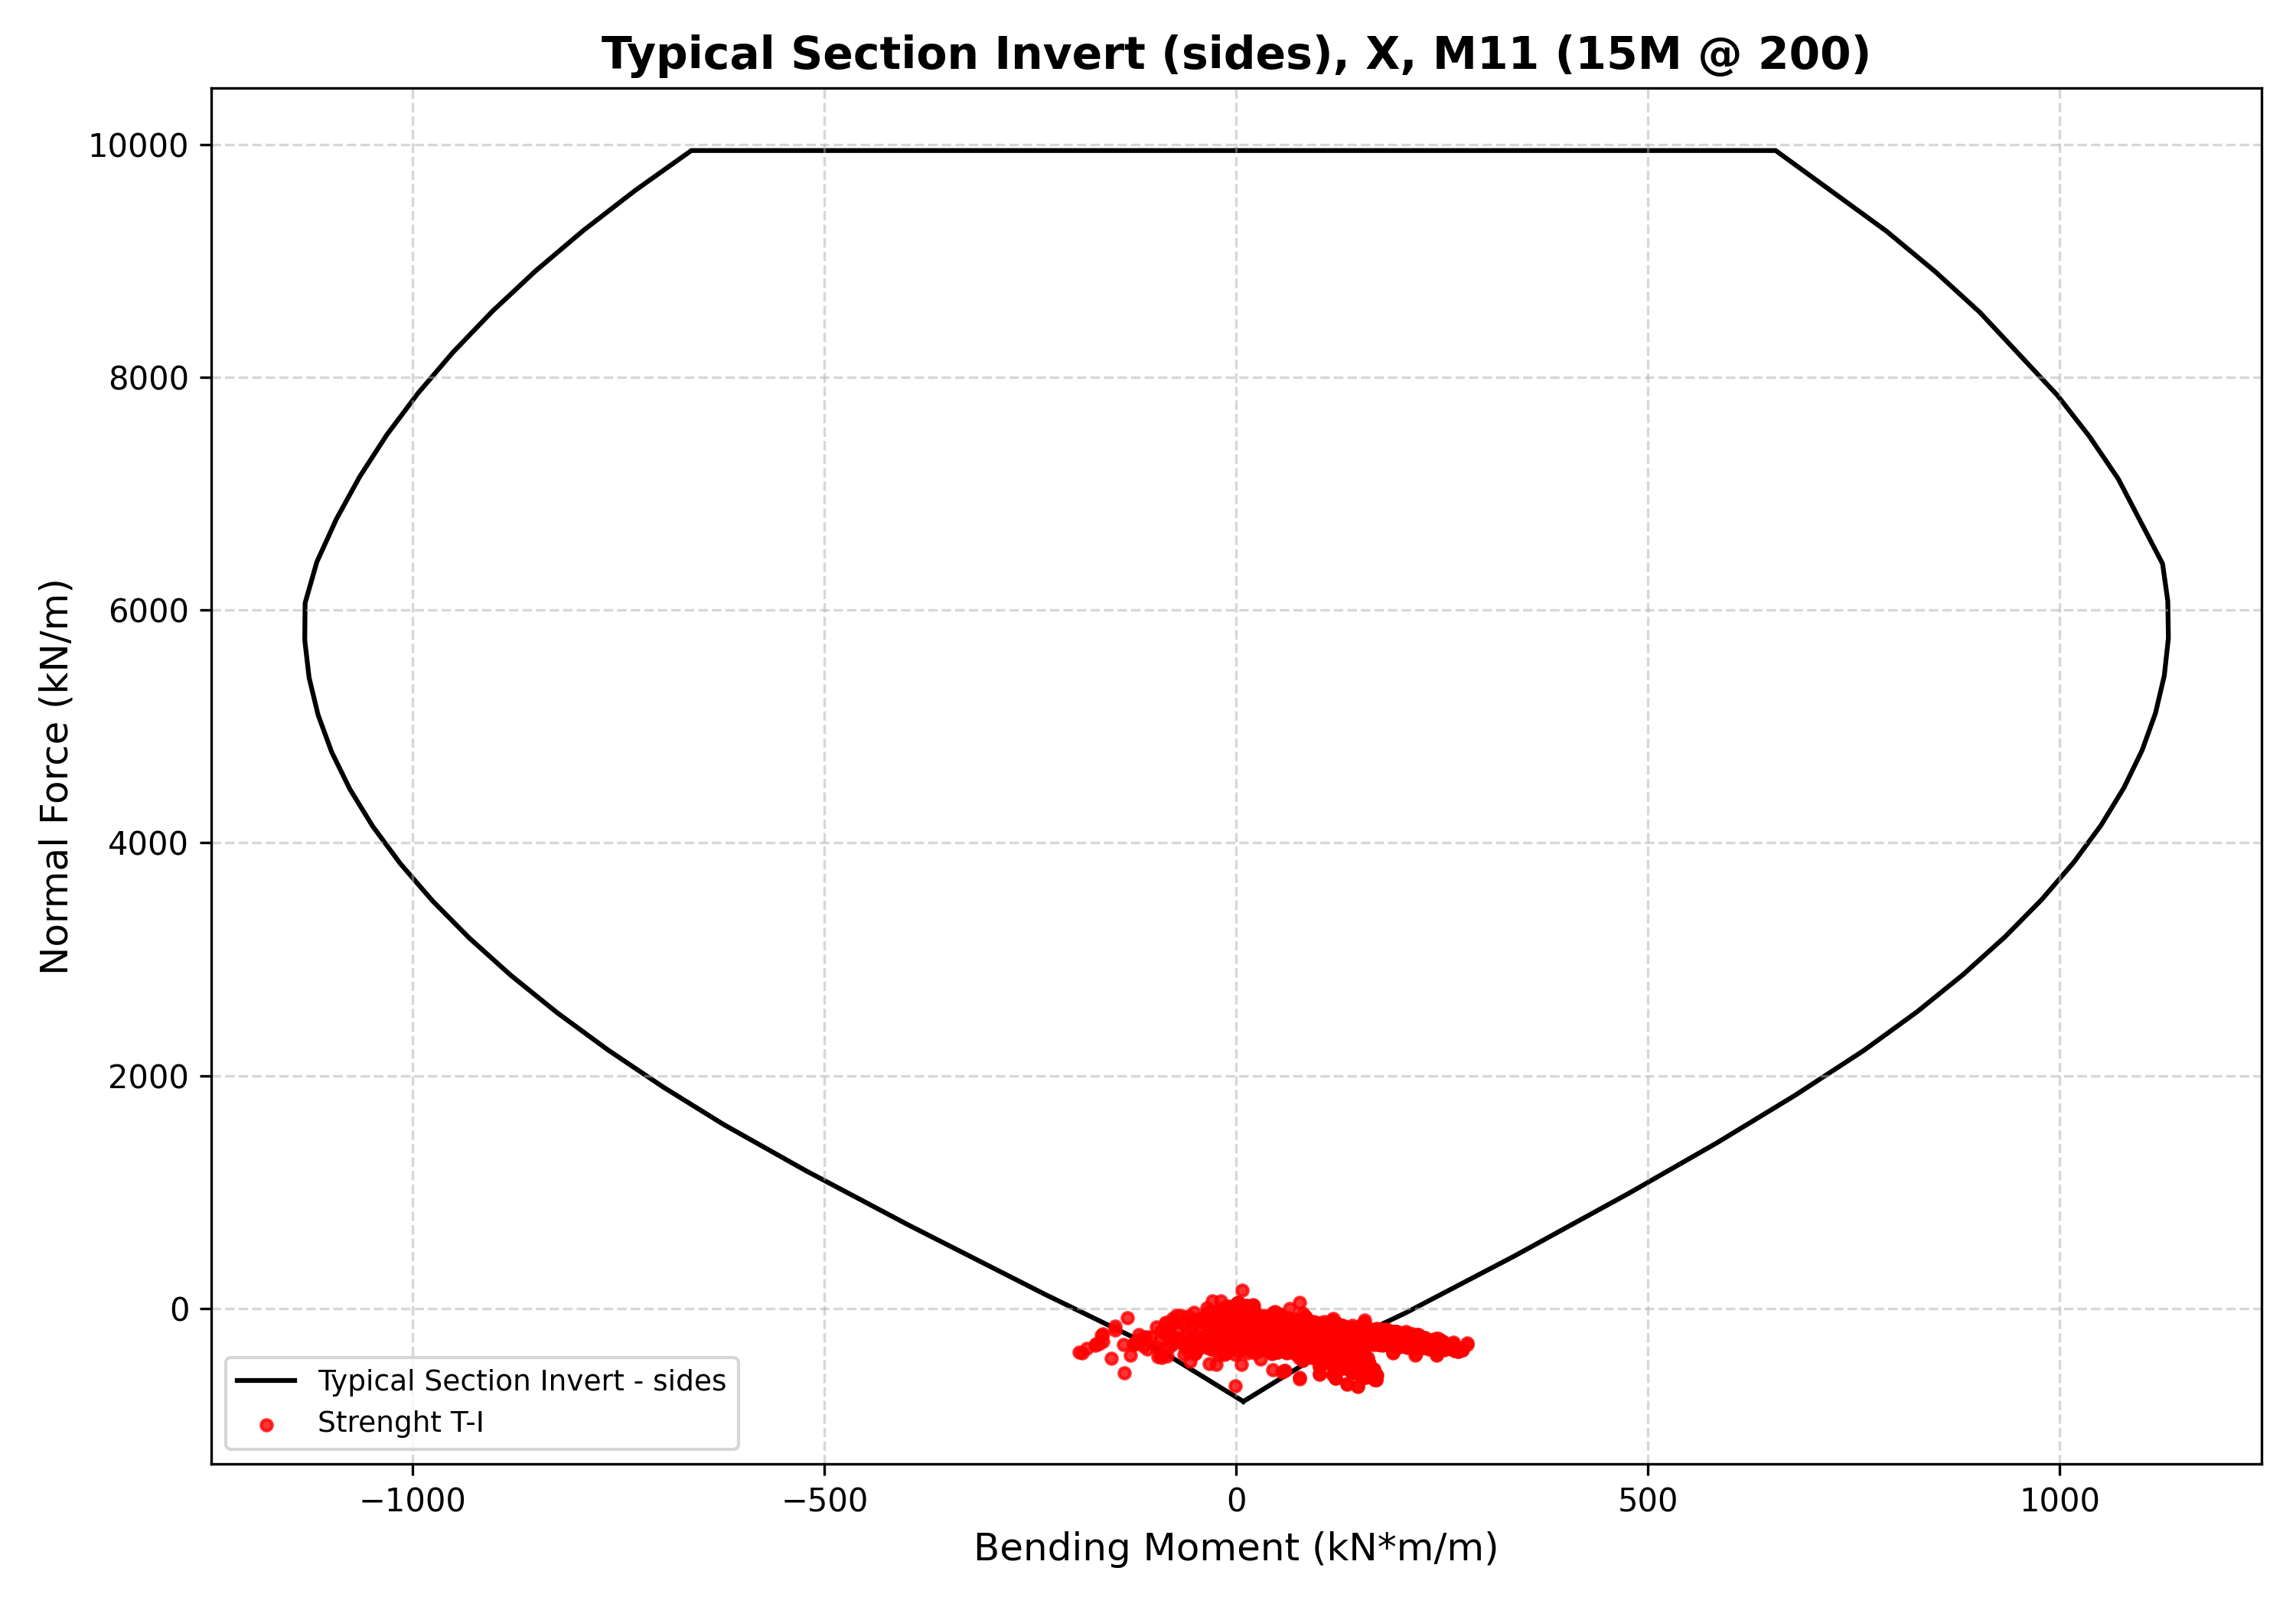 Typical Section Invert (sides), X, M11 (15M @ 200)
Normal Force (kN/m)
10000
8000
6000
4000
2000
0
Typical Section Invert - sides
Strenght T-I
−1000
−500
0
500
1000
Bending Moment (kN*m/m)